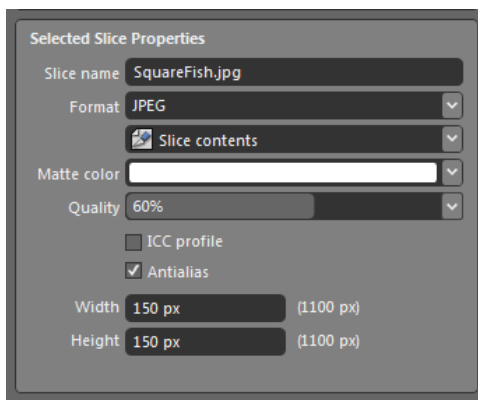 Selected Slice Properties
Slice name SquareFish.jpg
Format JPEG
Slice contents
Matte color
Quality 60%
ICC profile
Antialias
Width 150 px (1100 px)
Height 150 px (1100 px)